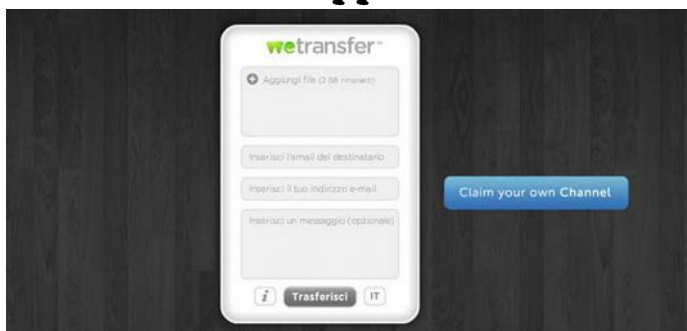 wetransfer™
Aggiungi file (2 GB rimanenti)
Inserisci l'email del destinatario
Inserisci il tuo indirizzo e-mail
Inserisci un messaggio (opzionale)
Claim your own Channel
i Trasferisci IT